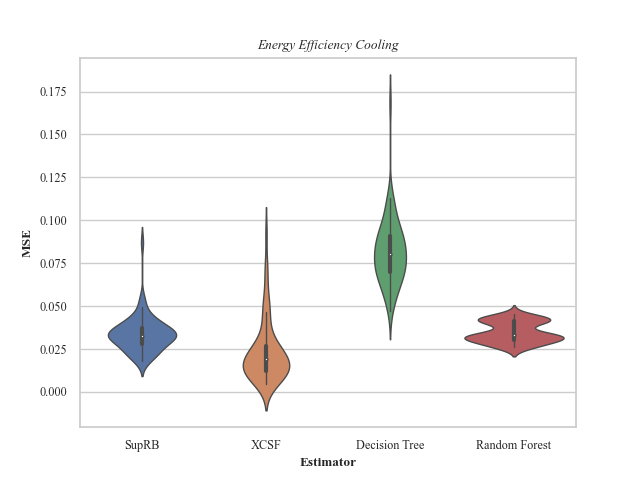 Energy Efficiency Cooling
0.175
0.150
0.125
0.100
0.075
0.050
0.025
0.000
MSE
SupRB
XCSF
Decision Tree
Random Forest
Estimator